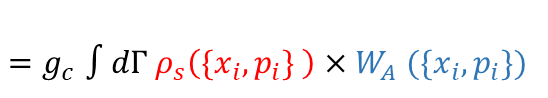 = g_c ∫ dΓ ρ_s({x_i, p_i} ) × W_A ({x_i, p_i})